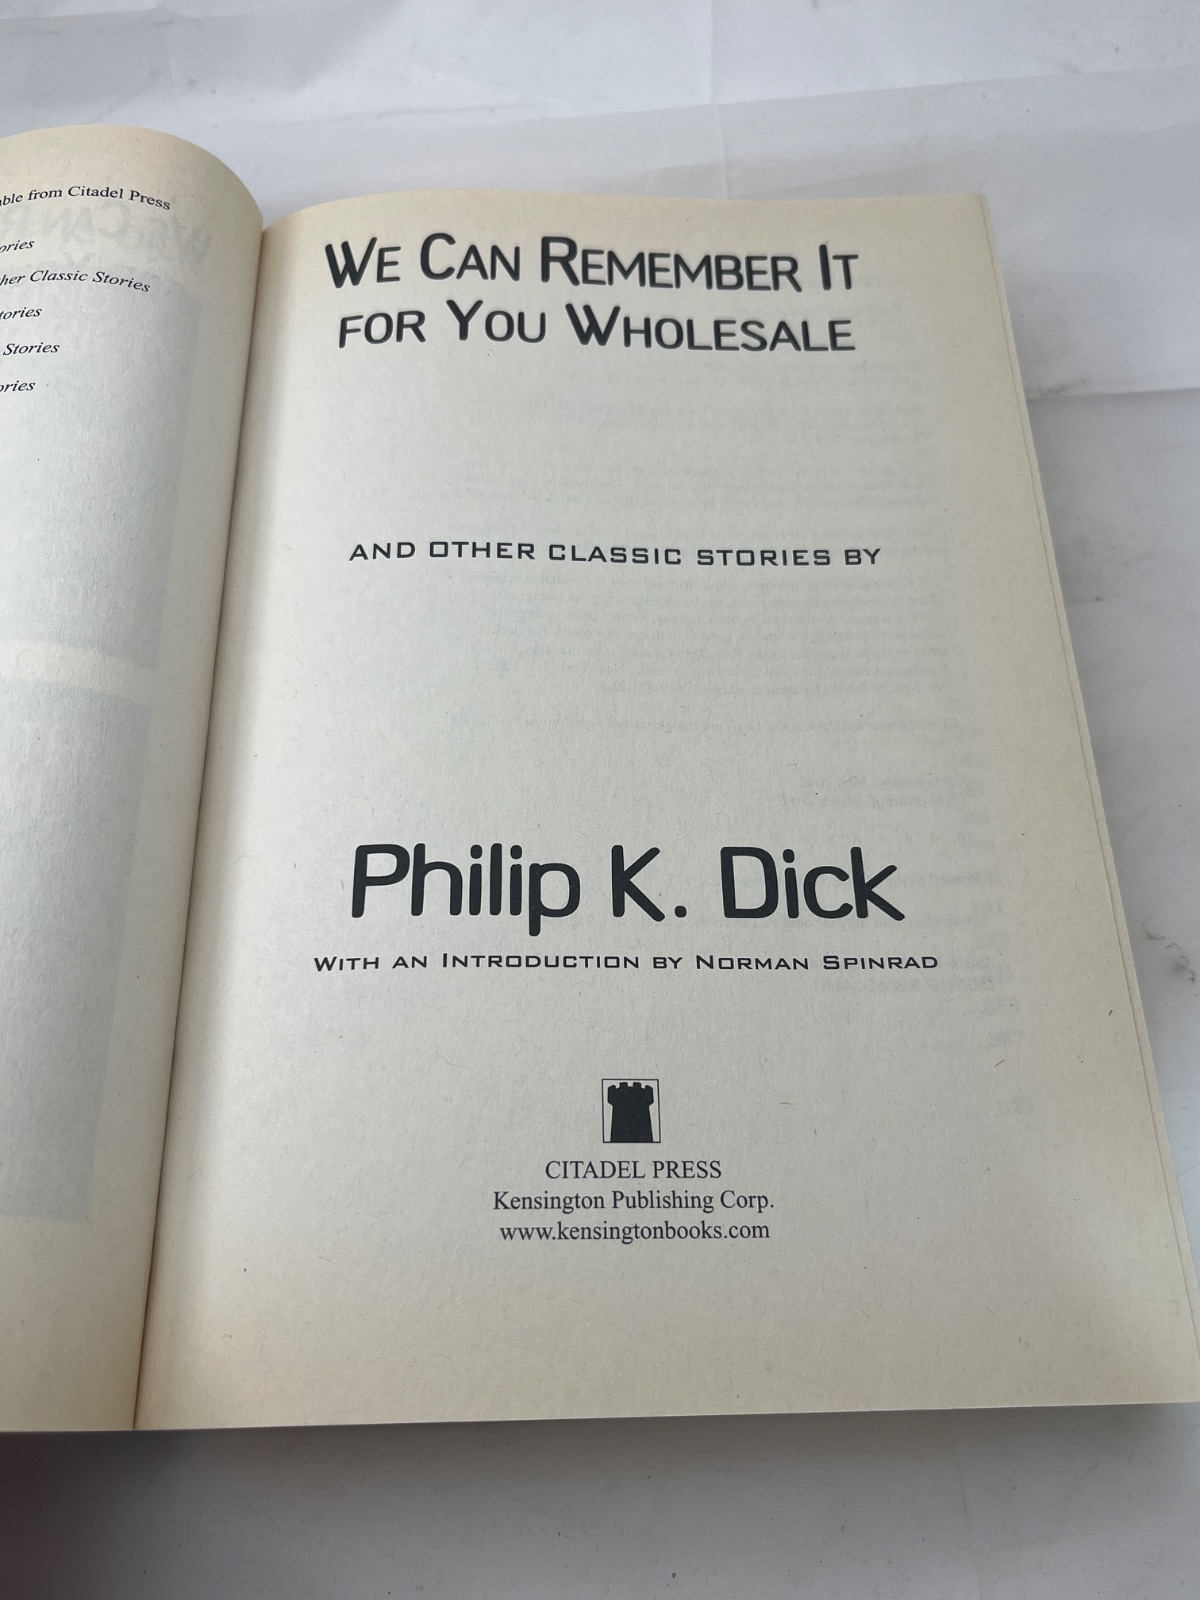 ble from Citadel Press
ories
her Classic Stories
tories
Stories
ories
WE CAN REMEMBER IT
FOR YOU WHOLESALE
AND OTHER CLASSIC STORIES BY
Philip K. Dick
WITH AN INTRODUCTION BY NORMAN SPINRAD
CITADEL PRESS
Kensington Publishing Corp.
www.kensingtonbooks.com